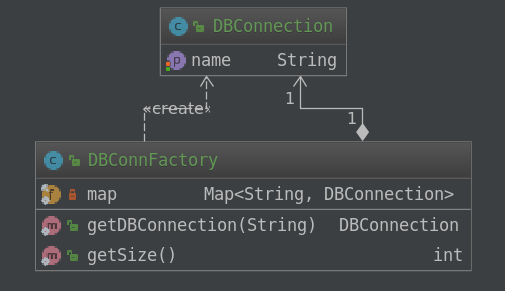 DBConnection
name String
«create»
1
1
DBConnFactory
map Map<String, DBConnection>
getDBConnection(String) DBConnection
getSize() int